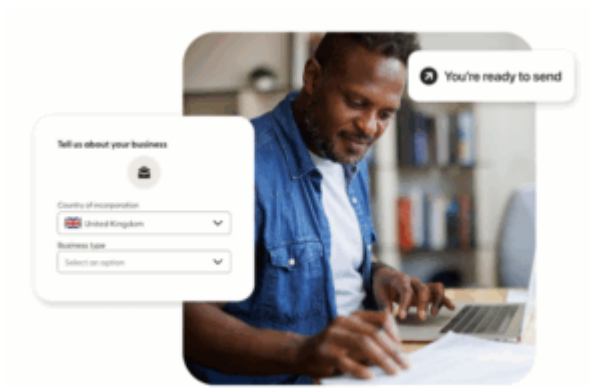 You're ready to send
Tell us about your business
Country of incorporation
United Kingdom
Business type
Select an option